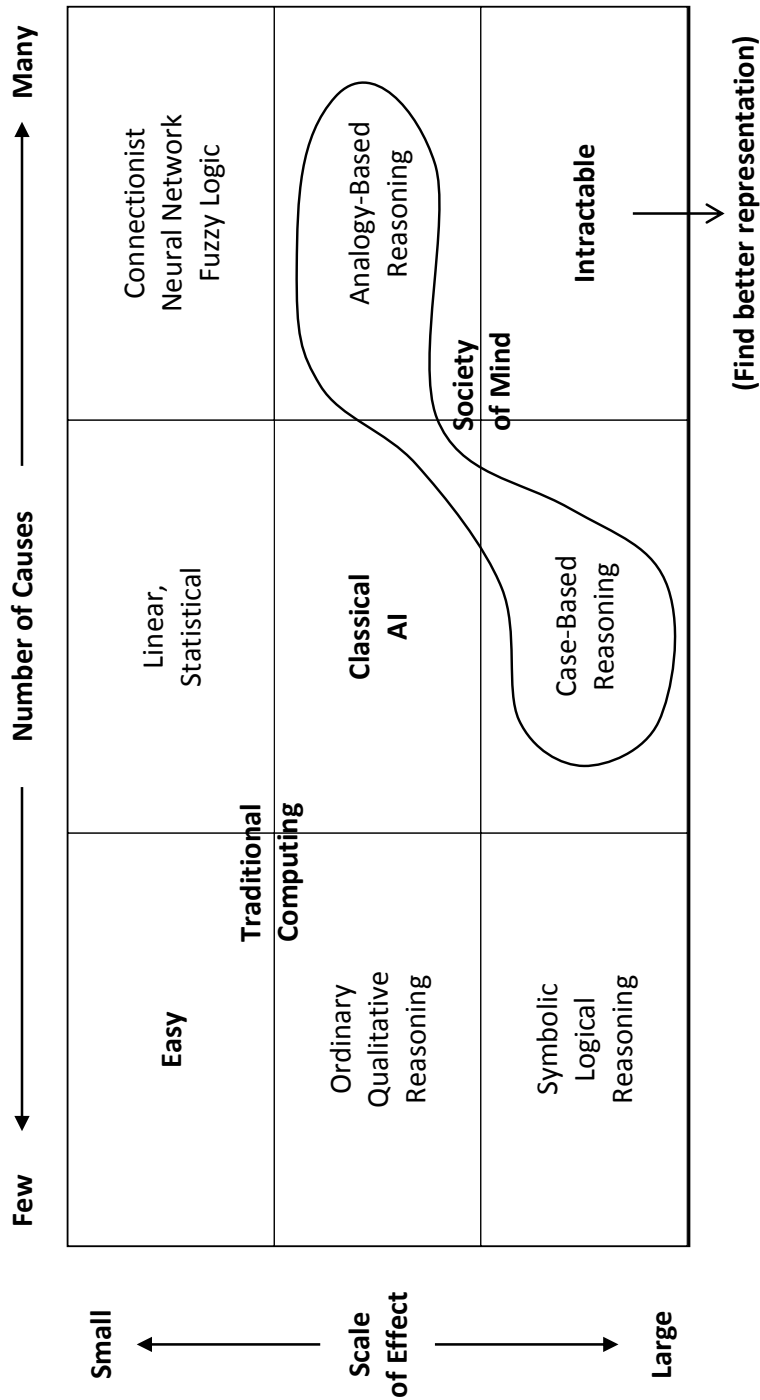 Few
Number of Causes
Many
Small
Scale
of Effect
Large
Easy
Linear,
Statistical
Connectionist
Neural Network
Fuzzy Logic
Traditional
Computing
Ordinary
Qualitative
Reasoning
Classical
AI
Analogy-Based
Reasoning
Society
of Mind
Symbolic
Logical
Reasoning
Case-Based
Reasoning
Intractable
(Find better representation)